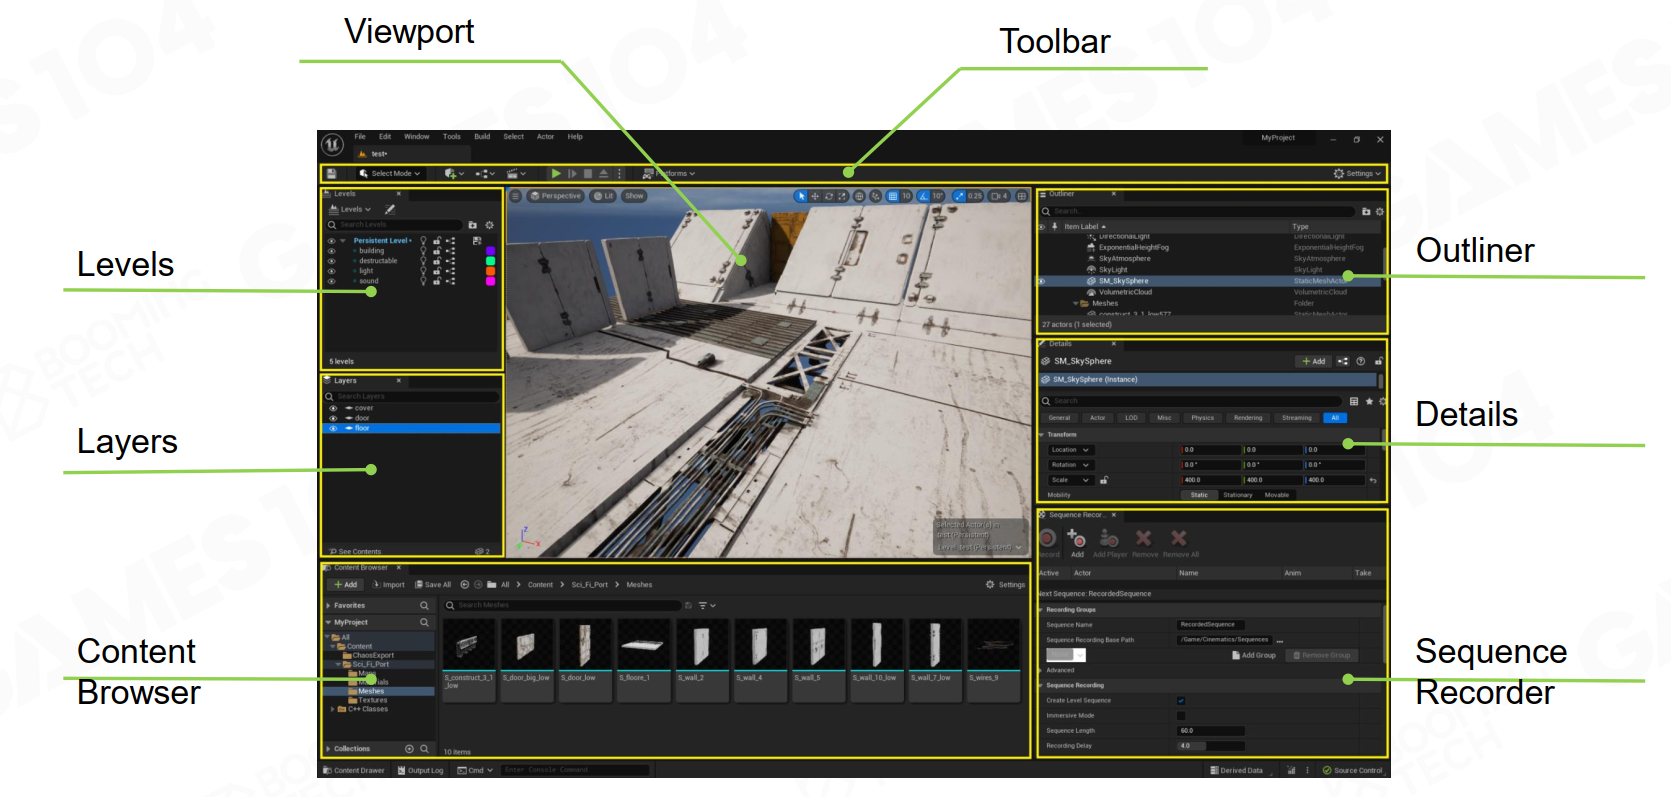 Viewport
Toolbar
Levels
Layers
Content
Browser
Outliner
Details
Sequence
Recorder
File Edit Window Tools Build Select Actor Help
MyProject
test•
Select Mode
Platforms
Settings
Levels
Levels
Search Levels
Persistent Level •
building
destructable
light
sound
5 levels
Layers
Search Layers
cover
door
floor
See Contents
2
Perspective Lit Show
10 10° 0.25 4
Selected Actor(s) in
test (Persistent)
Level: test (Persistent)
Z
X
Outliner
Search...
Item Label Type
DirectionalLight DirectionalLight
ExponentialHeightFog ExponentialHeightFog
SkyAtmosphere SkyAtmosphere
SkyLight SkyLight
SM_SkySphere StaticMeshActor
VolumetricCloud VolumetricCloud
Meshes Folder
construct_3_1_low577 StaticMeshActor
27 actors (1 selected)
Details
SM_SkySphere
Add
SM_SkySphere (Instance)
Search
General Actor LOD Misc Physics Rendering Streaming All
Transform
Location 0.0 0.0 0.0
Rotation 0.0 ° 0.0 ° 0.0 °
Scale 400.0 400.0 400.0
Mobility Static Stationary Movable
Sequence Recor...
Record Add Add Player Remove Remove All
Active Actor Name Anim Take
Next Sequence: RecordedSequence
Recording Groups
Sequence Name RecordedSequence
Sequence Recording Base Path /Game/Cinematics/Sequences ...
Add Group Remove Group
Advanced
Sequence Recording
Create Level Sequence
Immersive Mode
Sequence Length 60.0
Recording Delay 4.0
Content Browser
Add Import Save All All > Content > Sci_Fi_Port > Meshes
Settings
Favorites
MyProject
All
Content
ChaosExport
Sci_Fi_Port
Maps
Materials
Meshes
Textures
C++ Classes
Collections
Search Meshes
S_construct_3_1
_low
S_door_big_low
S_door_low
S_floore_1
S_wall_2
S_wall_4
S_wall_5
S_wall_10_low
S_wall_7_low
S_wires_9
10 items
Content Drawer Output Log Cmd Enter Console Command
Derived Data Source Control
GAMES104
BOOMING
TECH